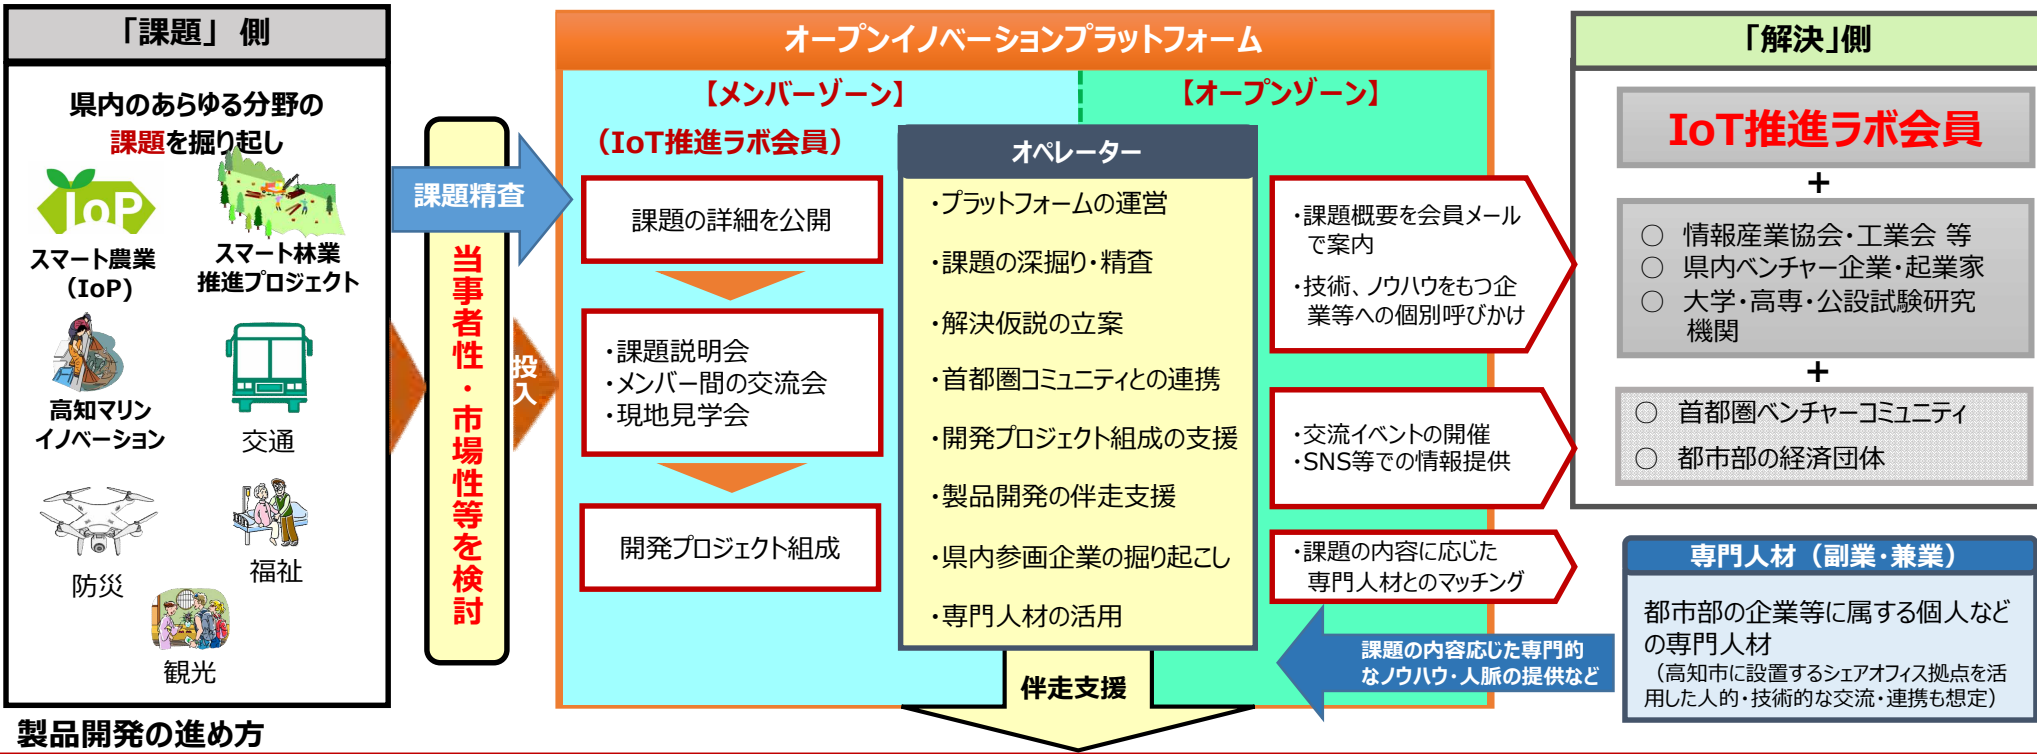 「課題」 側
県内のあらゆる分野の
課題を掘り起し
IoP
スマート農業
(IoP)
スマート林業
推進プロジェクト
高知マリン
イノベーション
交通
防災
福祉
観光
課題精査
当事者性・市場性等を検討
投入
オープンイノベーションプラットフォーム
【メンバーゾーン】
(IoT推進ラボ会員)
課題の詳細を公開
・課題説明会
・メンバー間の交流会
・現地見学会
開発プロジェクト組成
オペレーター
・プラットフォームの運営
・課題の深掘り・精査
・解決仮説の立案
・首都圏コミュニティとの連携
・開発プロジェクト組成の支援
・製品開発の伴走支援
・県内参画企業の掘り起こし
・専門人材の活用
伴走支援
【オープンゾーン】
・課題概要を会員メール
で案内
・技術、ノウハウをもつ企
業等への個別呼びかけ
・交流イベントの開催
・SNS等での情報提供
・課題の内容に応じた
専門人材とのマッチング
課題の内容応じた専門的
なノウハウ・人脈の提供など
「解決」側
IoT推進ラボ会員
+
○ 情報産業協会・工業会 等
○ 県内ベンチャー企業・起業家
○ 大学・高専・公設試験研究
機関
+
○ 首都圏ベンチャーコミュニティ
○ 都市部の経済団体
専門人材(副業・兼業)
都市部の企業等に属する個人など
の専門人材
(高知市に設置するシェアオフィス拠点を活
用した人的・技術的な交流・連携も想定)
製品開発の進め方